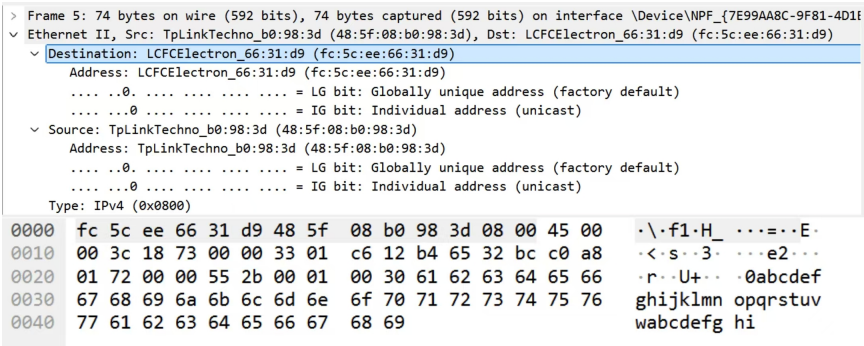 Frame 5: 74 bytes on wire (592 bits), 74 bytes captured (592 bits) on interface \Device\NPF_{7E99AA8C-9F81-4D1
Ethernet II, Src: TpLinkTechno_b0:98:3d (48:5f:08:b0:98:3d), Dst: LCFCElectron_66:31:d9 (fc:5c:ee:66:31:d9)
Destination: LCFCElectron_66:31:d9 (fc:5c:ee:66:31:d9)
Address: LCFCElectron_66:31:d9 (fc:5c:ee:66:31:d9)
.... ..0. .... .... .... .... = LG bit: Globally unique address (factory default)
.... ...0 .... .... .... .... = IG bit: Individual address (unicast)
Source: TpLinkTechno_b0:98:3d (48:5f:08:b0:98:3d)
Address: TpLinkTechno_b0:98:3d (48:5f:08:b0:98:3d)
.... ..0. .... .... .... .... = LG bit: Globally unique address (factory default)
.... ...0 .... .... .... .... = IG bit: Individual address (unicast)
Type: IPv4 (0x0800)
0000 fc 5c ee 66 31 d9 48 5f 08 b0 98 3d 08 00 45 00 ·\·f1·H_ ···=··E·
0010 00 3c 18 73 00 00 33 01 c6 12 b4 65 32 bc c0 a8 ·<·s··3· ···e2···
0020 01 72 00 00 55 2b 00 01 00 30 61 62 63 64 65 66 ·r··U+·· ·0abcdef
0030 67 68 69 6a 6b 6c 6d 6e 6f 70 71 72 73 74 75 76 ghijklmn opqrstuv
0040 77 61 62 63 64 65 66 67 68 69 wabcdefg hi